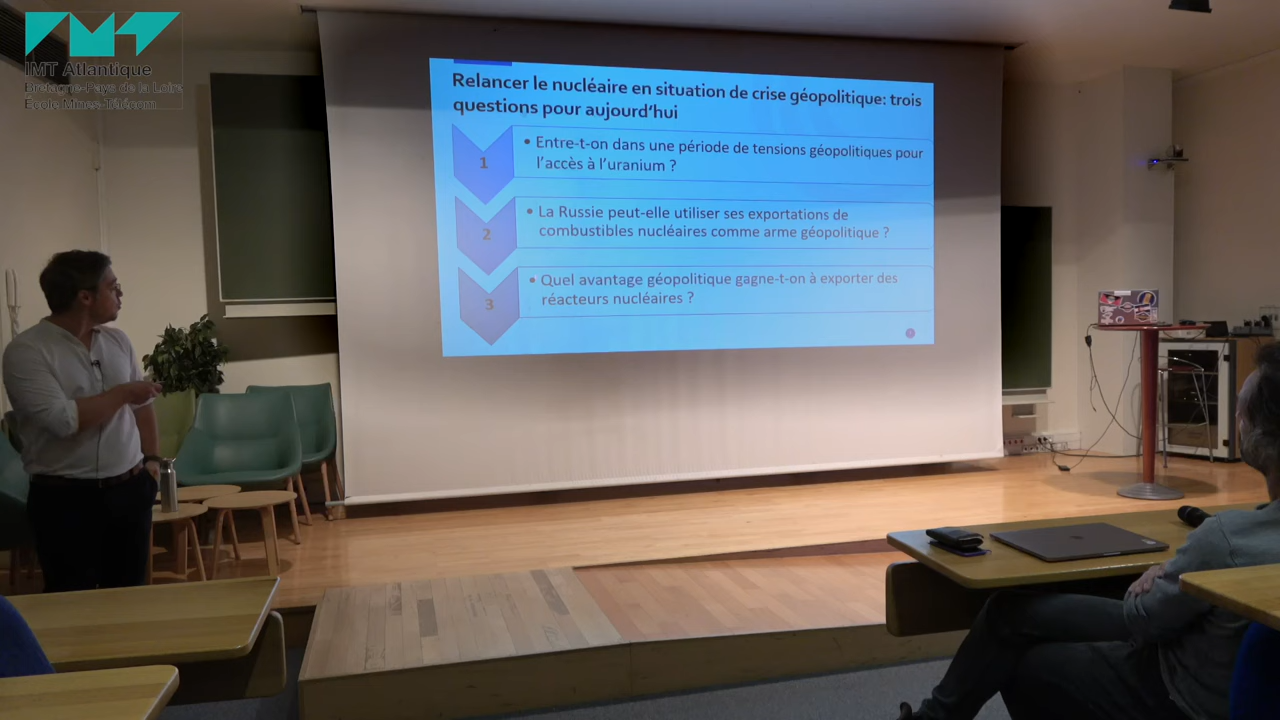 IMT Atlantique
Bretagne-Pays de la Loire
École Mines-Télécom
Relancer le nucléaire en situation de crise géopolitique: trois
questions pour aujourd'hui
1
• Entre-t-on dans une période de tensions géopolitiques pour
l'accès à l'uranium ?
2
• La Russie peut-elle utiliser ses exportations de
combustibles nucléaires comme arme géopolitique ?
3
• Quel avantage géopolitique gagne-t-on à exporter des
réacteurs nucléaires ?